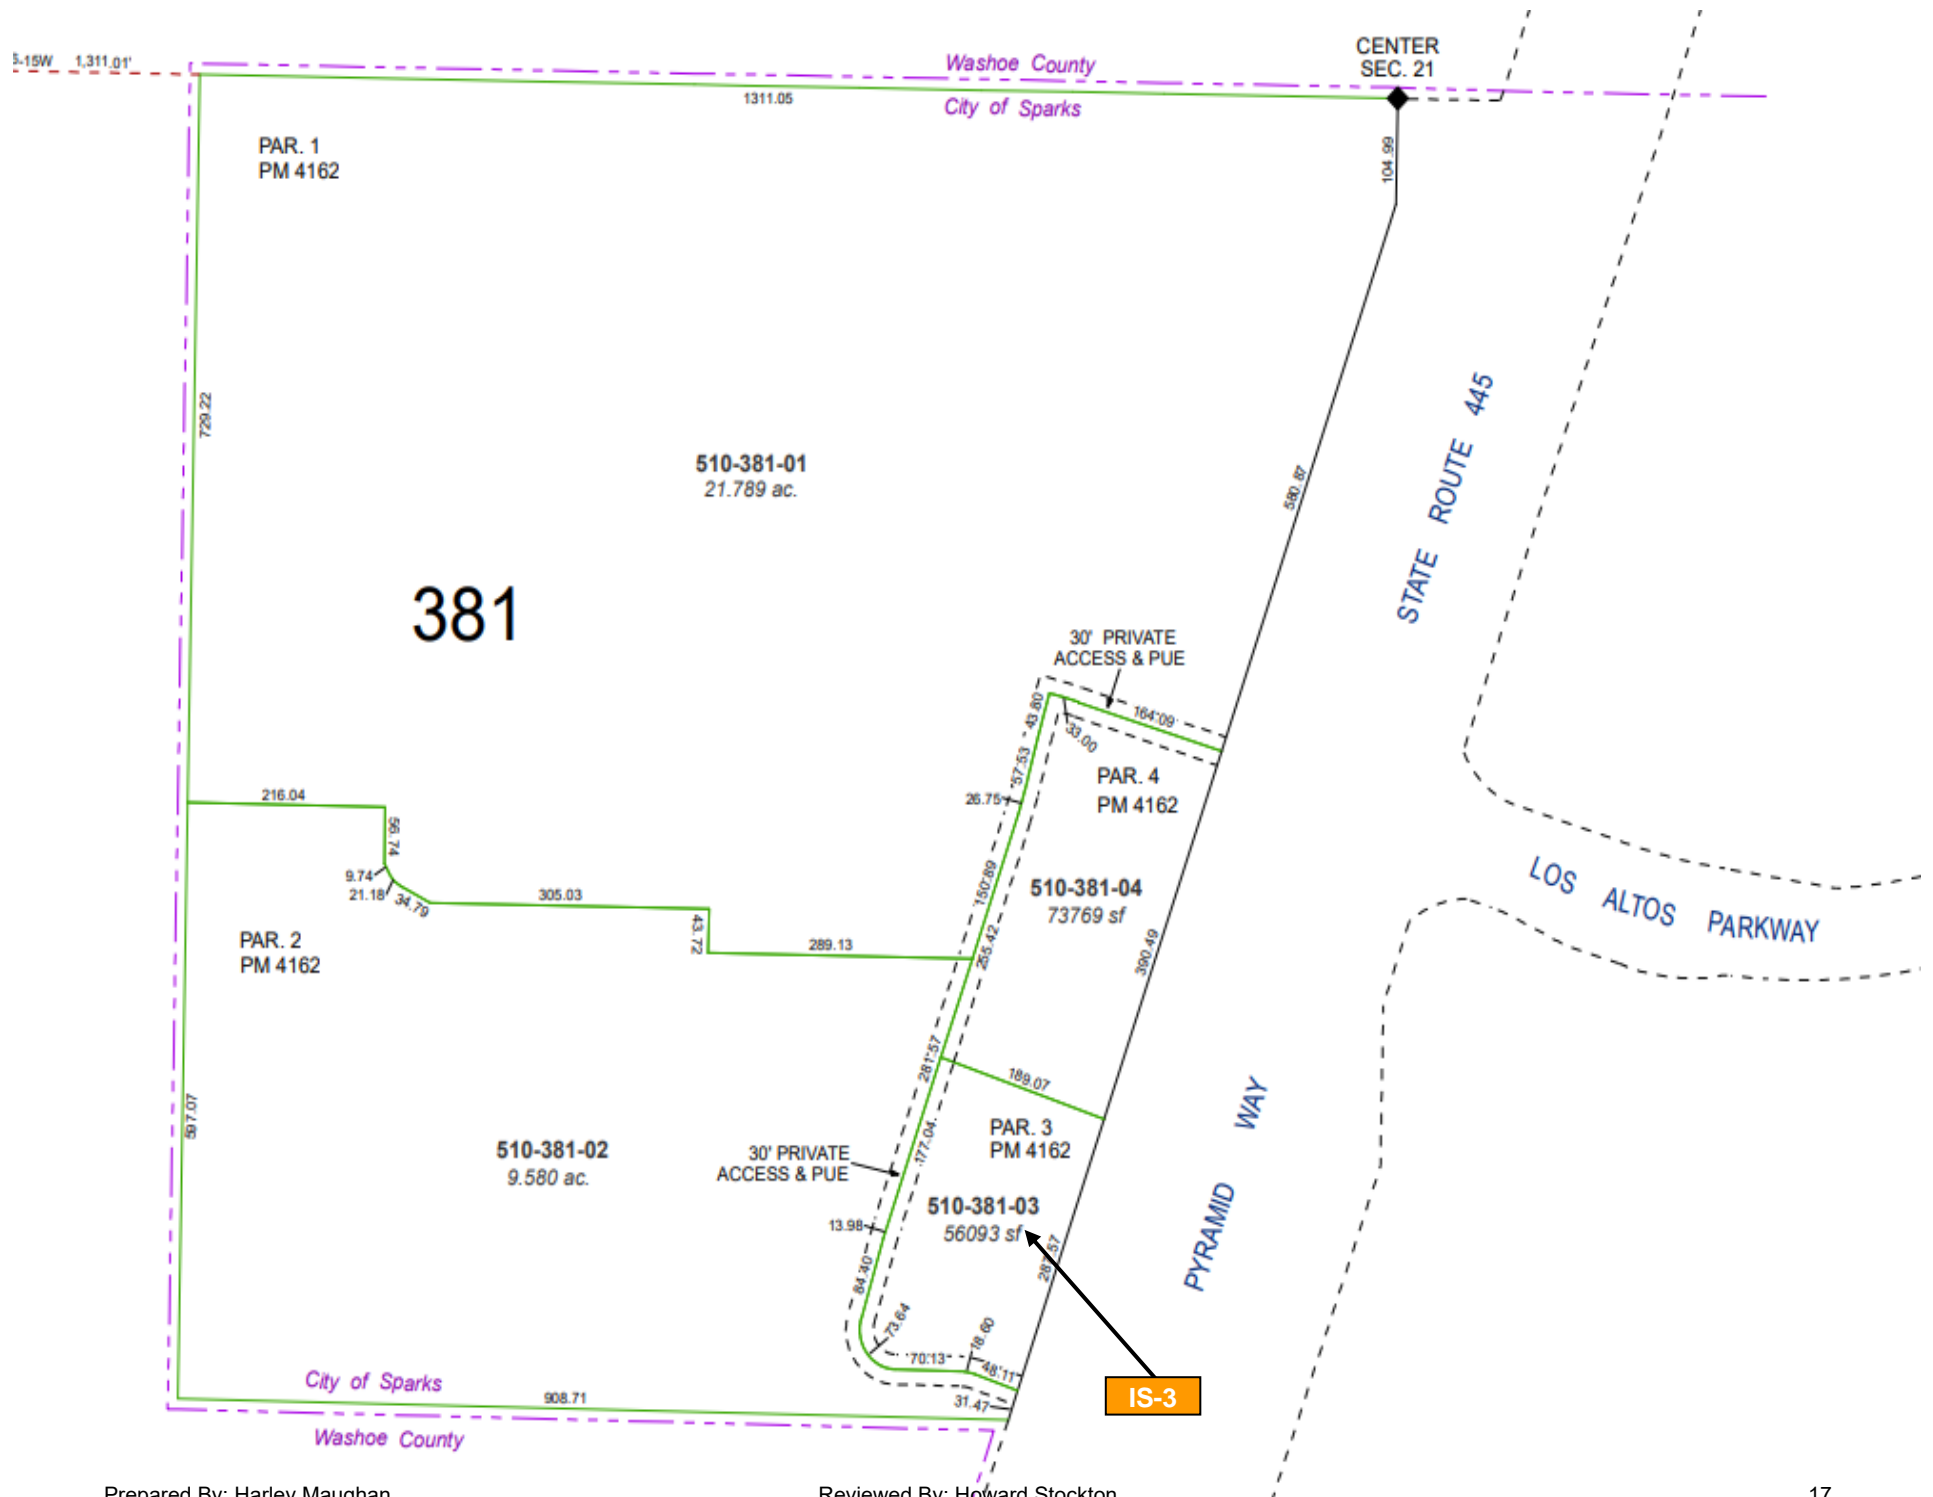 5-15W 1,311.01'
Washoe County
CENTER
SEC. 21
1311.05
City of Sparks
104.99
PAR. 1
PM 4162
729.22
STATE ROUTE 445
510-381-01
21.789 ac.
580.87
381
30' PRIVATE
ACCESS & PUE
43.80
164.09
33.00
57.53
PAR. 4
PM 4162
26.75
216.04
56.74
9.74
21.18
34.79
305.03
43.72
289.13
150.89
510-381-04
73769 sf
255.42
390.49
LOS ALTOS PARKWAY
PAR. 2
PM 4162
281.57
189.07
597.07
PYRAMID WAY
PAR. 3
PM 4162
177.04
510-381-02
9.580 ac.
30' PRIVATE
ACCESS & PUE
510-381-03
56093 sf
13.98
287.57
84.40
73.64
18.60
70.13
48.11
31.47
IS-3
City of Sparks
908.71
Washoe County
Prepared By: Harley Maughan
Reviewed By: Howard Stockton
17